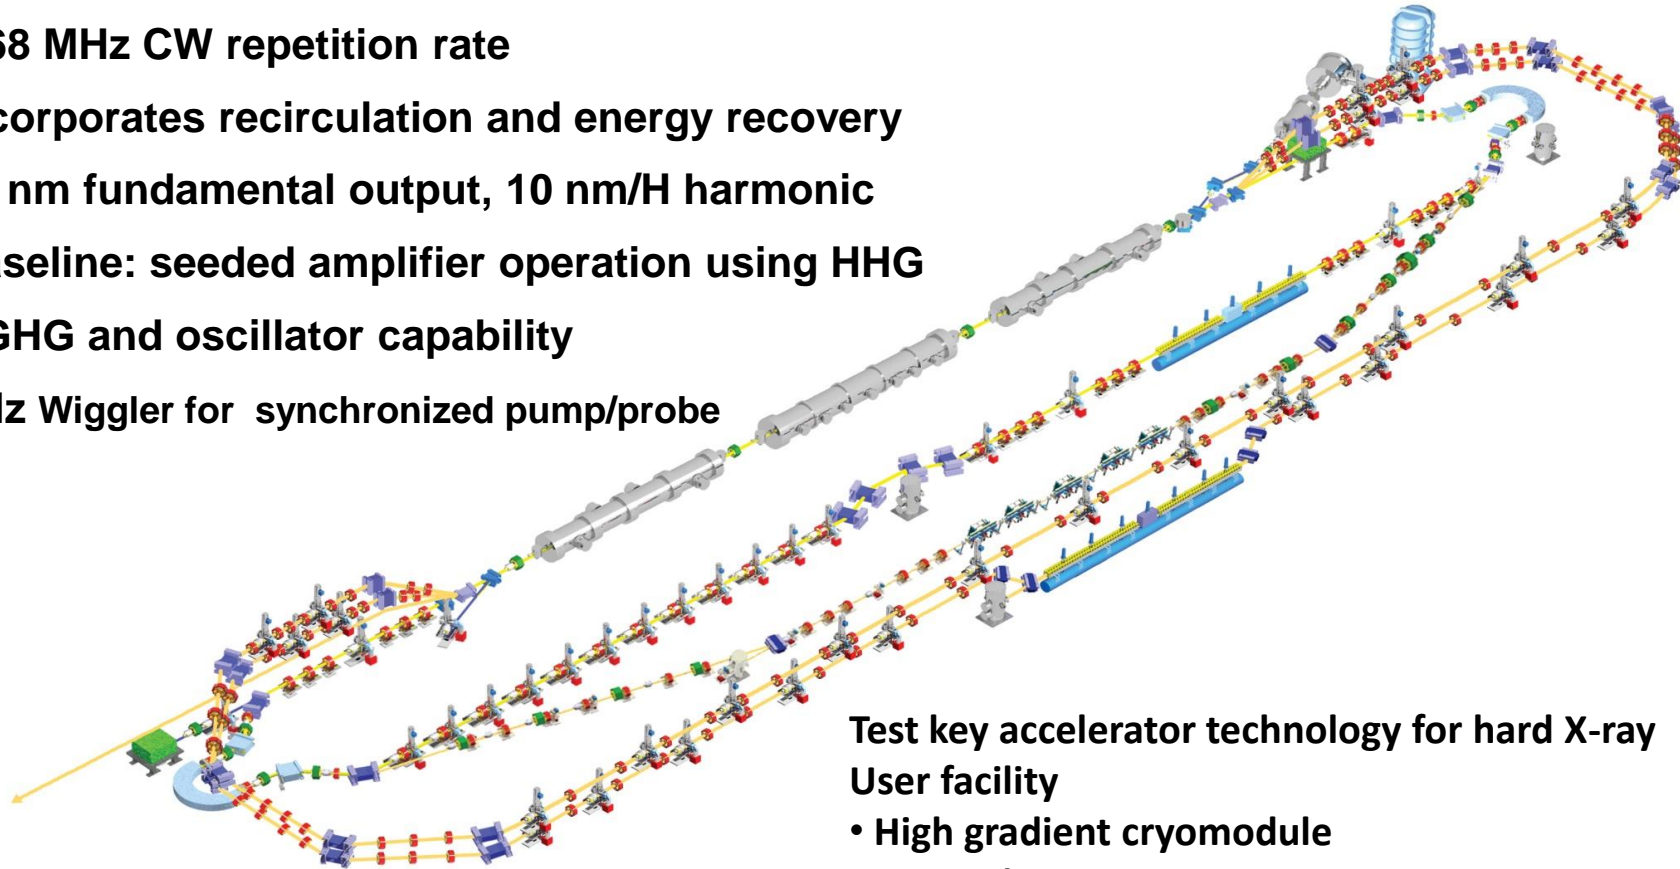 68 MHz CW repetition rate
corporates recirculation and energy recovery
nm fundamental output, 10 nm/H harmonic
seline: seeded amplifier operation using HHG
GHG and oscillator capability
Hz Wiggler for synchronized pump/probe
Test key accelerator technology for hard X-ray
User facility
• High gradient cryomodule